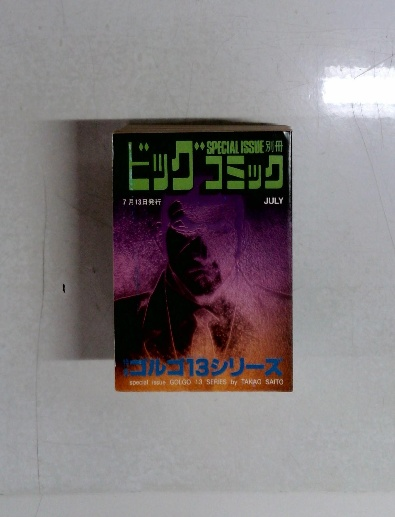 SPECIAL ISSUE 別冊
ビッグコミック
7月13日発行
JULY
ゴルゴ13シリーズ
special issue GOLGO 13 SERIES by TAKAO SAITO